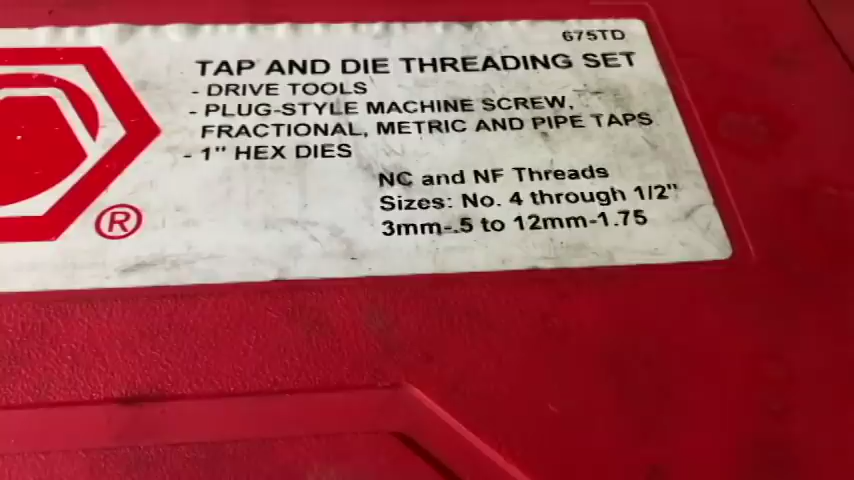 675TD
TAP AND DIE THREADING SET
- DRIVE TOOLS
- PLUG-STYLE MACHINE SCREW,
FRACTIONAL, METRIC AND PIPE TAPS
- 1" HEX DIES
NC and NF Threads
Sizes: No. 4 through 1/2"
3mm-.5 to 12mm-1.75
®